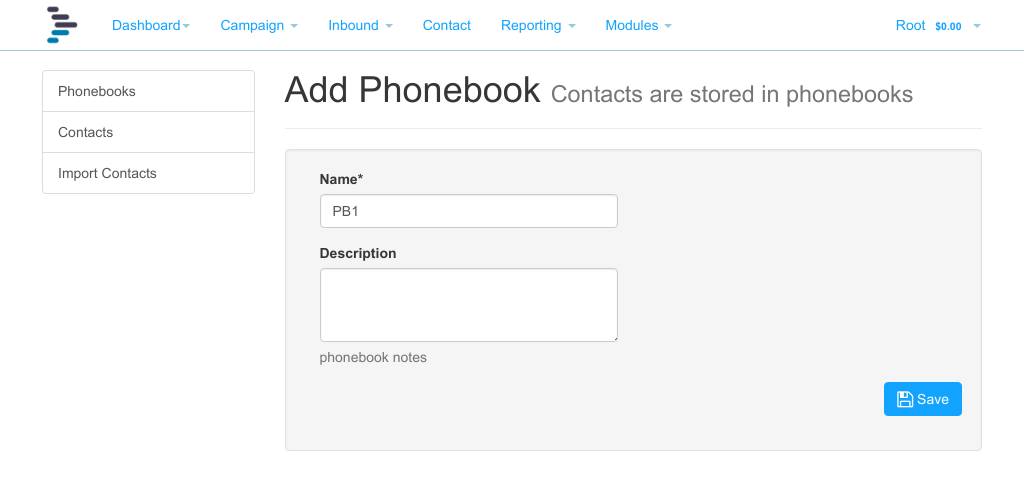 Dashboard Campaign Inbound Contact Reporting Modules Root $0.00
Phonebooks
Contacts
Import Contacts
Add Phonebook Contacts are stored in phonebooks
Name*
PB1
Description
phonebook notes
Save